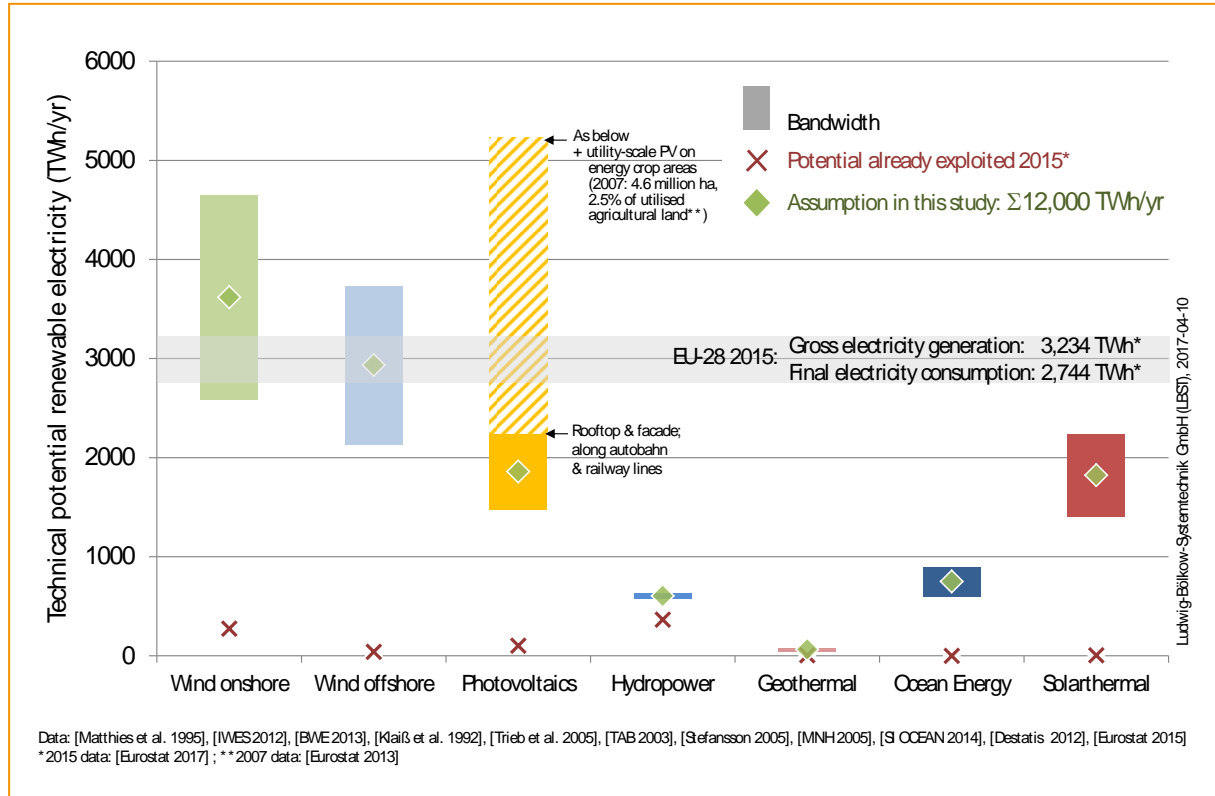 Technical potential renewable electricity (TWh/yr)
6000
5000
4000
3000
2000
1000
0
As below
+ utility-scale PV on
energy crop areas
(2007: 4.6 million ha,
2.5% of utilised
agricultural land**)
Bandwidth
Potential already exploited 2015*
Assumption in this study: Σ12,000 TWh/yr
EU-28 2015:
Gross electricity generation: 3,234 TWh*
Final electricity consumption: 2,744 TWh*
Rooftop & facade;
along autobahn
& railway lines
Wind onshore
Wind offshore
Photovoltaics
Hydropower
Geothermal
Ocean Energy
Solarthermal
Ludwig-Bölkow-Systemtechnik GmbH (LBST), 2017-04-10
Data: [Matthies et al. 1995], [IWES 2012], [BWE 2013], [Klaiß et al. 1992], [Trieb et al. 2005], [TAB 2003], [Stefansson 2005], [MNH 2005], [SI OCEAN 2014], [Destatis 2012], [Eurostat 2015]
*2015 data: [Eurostat 2017] ; **2007 data: [Eurostat 2013]